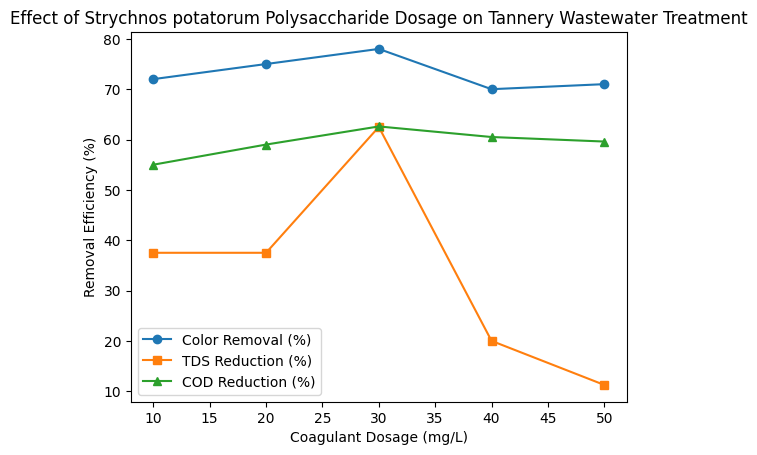 Effect of Strychnos potatorum Polysaccharide Dosage on Tannery Wastewater Treatment
80
70
60
50
40
30
20
10
Removal Efficiency (%)
Color Removal (%)
TDS Reduction (%)
COD Reduction (%)
10 15 20 25 30 35 40 45 50
Coagulant Dosage (mg/L)